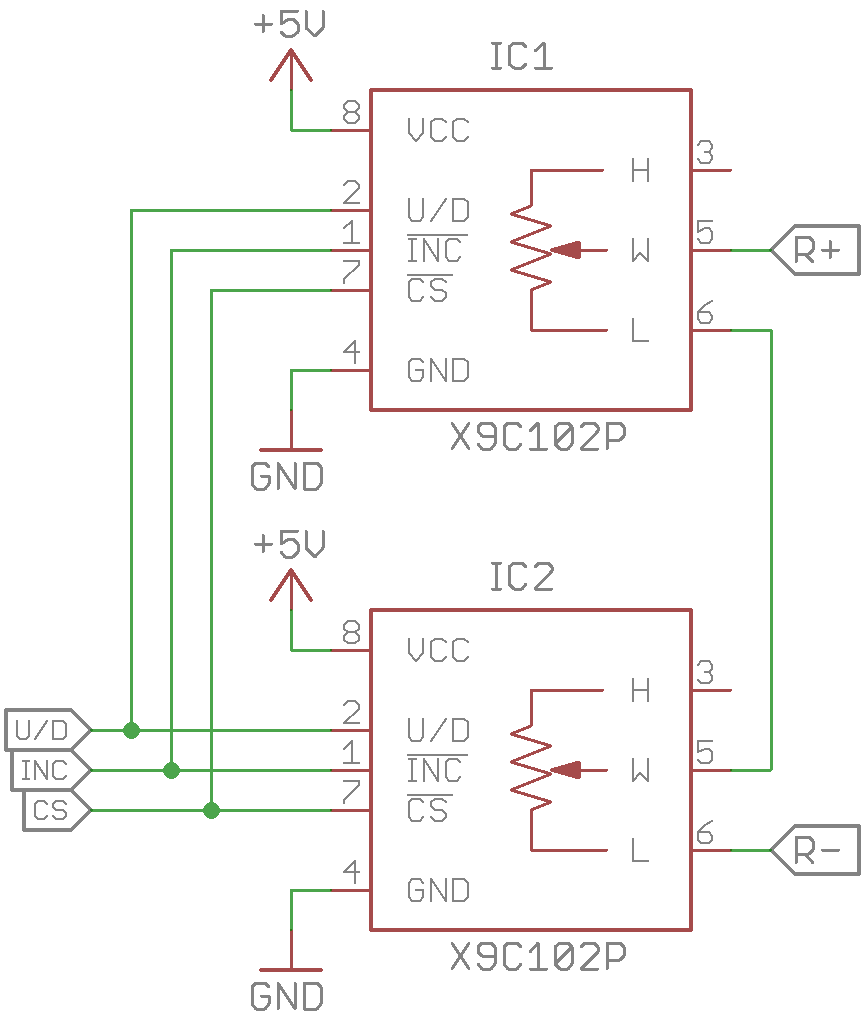 +5V
IC1
8 VCC
H 3
2 U/D
1 INC
W 5 R+
7 CS
L 6
4 GND
X9C102P
GND
+5V
IC2
8 VCC
H 3
U/D 2 U/D
INC 1 INC
W 5
CS 7 CS
L 6 R-
4 GND
X9C102P
GND